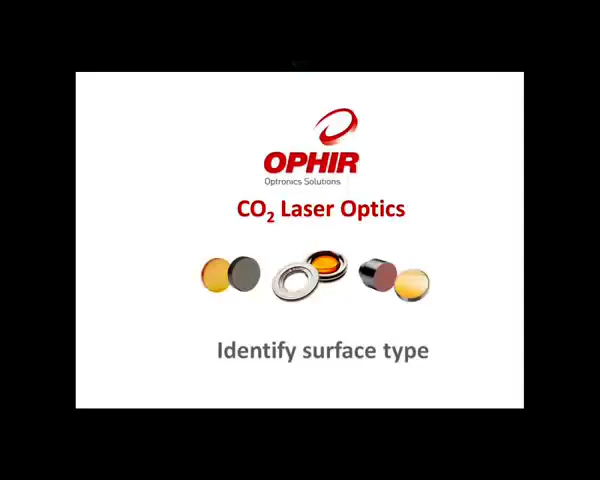 OPHIR
Optronics Solutions
CO₂ Laser Optics
Identify surface type